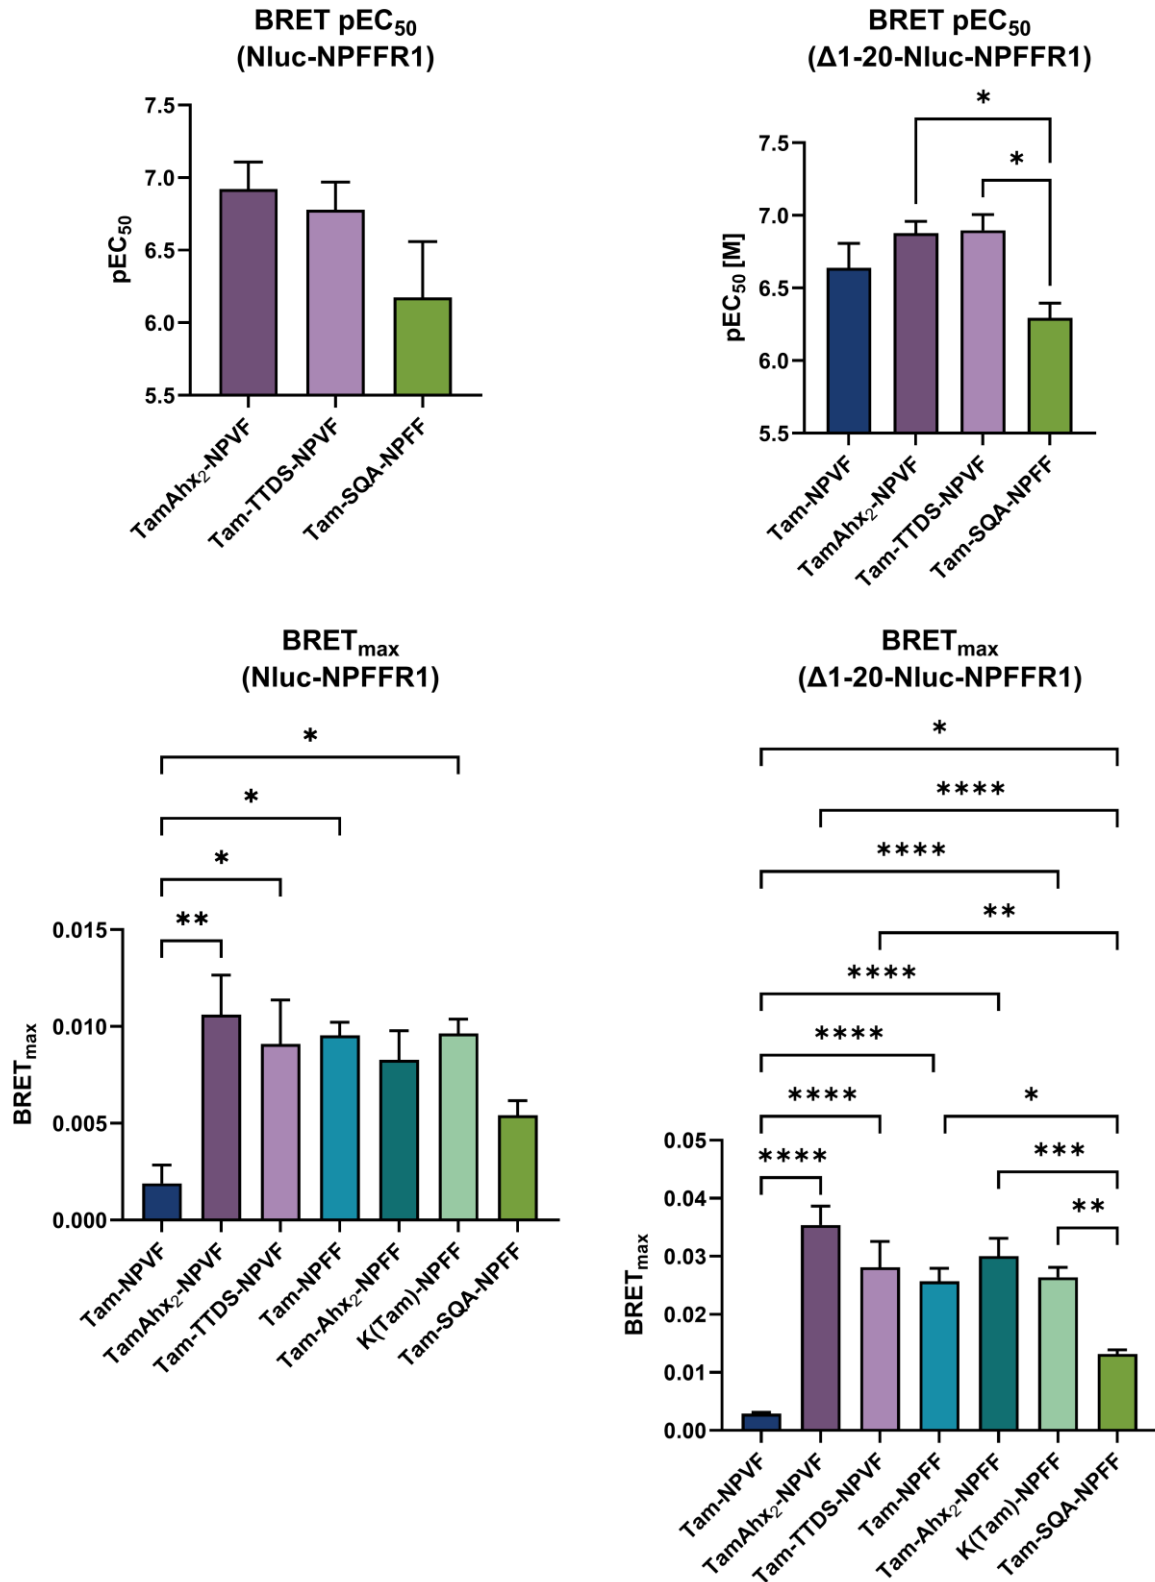 BRET pEC₅₀
(Nluc-NPFFR1)
7.5
7.0
6.5
6.0
5.5
pEC₅₀
TamAhx₂-NPVF
Tam-TTDS-NPVF
Tam-SQA-NPFF
BRET pEC₅₀
(Δ1-20-Nluc-NPFFR1)
*
*
7.5
7.0
6.5
6.0
5.5
pEC₅₀ [M]
Tam-NPVF
TamAhx₂-NPVF
Tam-TTDS-NPVF
Tam-SQA-NPFF
BRETmax
(Nluc-NPFFR1)
*
*
*
**
0.015
0.010
0.005
0.000
BRETmax
Tam-NPVF
TamAhx₂-NPVF
Tam-TTDS-NPVF
Tam-NPFF
Tam-Ahx₂-NPFF
K(Tam)-NPFF
Tam-SQA-NPFF
BRETmax
(Δ1-20-Nluc-NPFFR1)
*
****
****
**
****
****
****
*
****
***
**
0.05
0.04
0.03
0.02
0.01
0.00
BRETmax
Tam-NPVF
TamAhx₂-NPVF
Tam-TTDS-NPVF
Tam-NPFF
Tam-Ahx₂-NPFF
K(Tam)-NPFF
Tam-SQA-NPFF